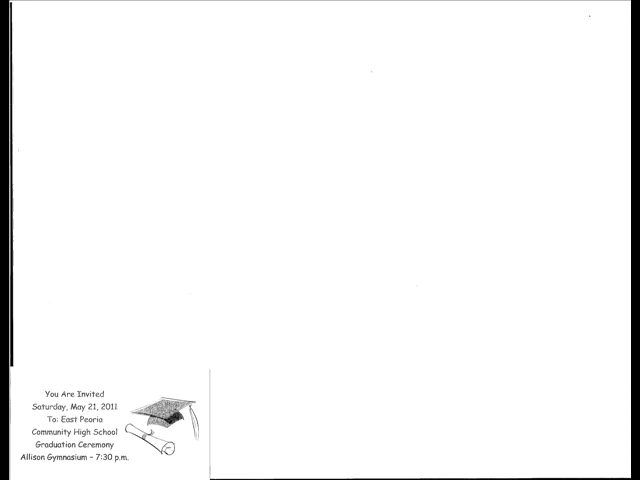 You Are Invited
Saturday, May 21, 2011
To: East Peoria
Community High School
Graduation Ceremony
Allison Gymnasium – 7:30 p.m.